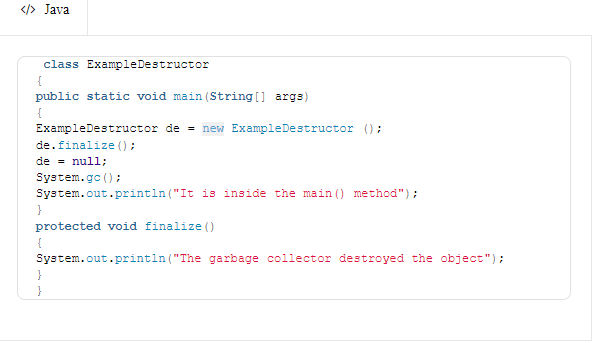 </> Java
class ExampleDestructor
{
public static void main(String[] args)
{
ExampleDestructor de = new ExampleDestructor ();
de.finalize();
de = null;
System.gc();
System.out.println("It is inside the main() method");
}
protected void finalize()
{
System.out.println("The garbage collector destroyed the object");
}
}